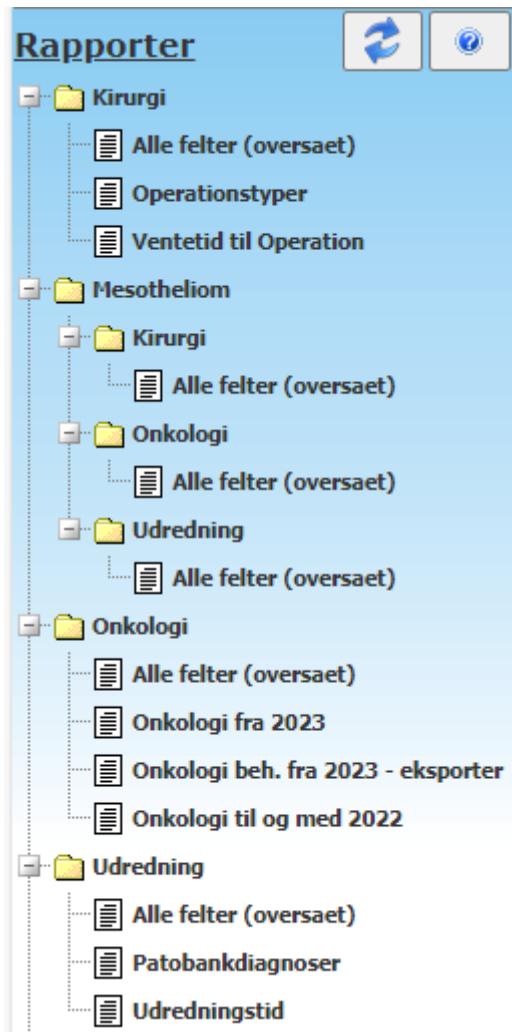 Rapporter
Kirurgi
Alle felter (oversaet)
Operationstyper
Ventetid til Operation
Mesotheliom
Kirurgi
Alle felter (oversaet)
Onkologi
Alle felter (oversaet)
Udredning
Alle felter (oversaet)
Onkologi
Alle felter (oversaet)
Onkologi fra 2023
Onkologi beh. fra 2023 - eksporter
Onkologi til og med 2022
Udredning
Alle felter (oversaet)
Patobankdiagnoser
Udredningstid